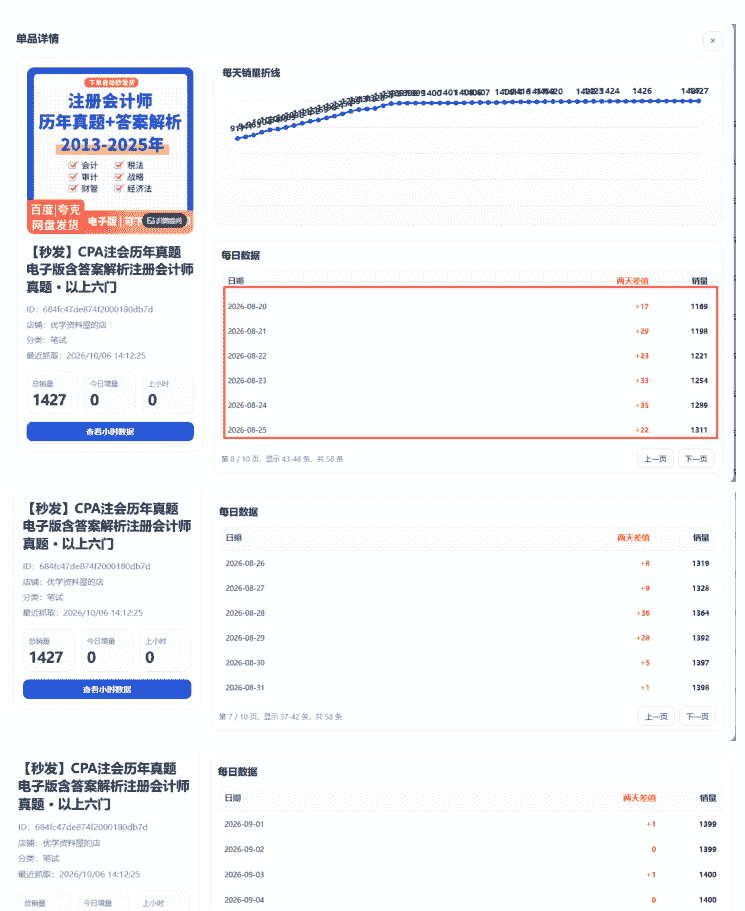 单品详情
×
下单自动秒发货
注册会计师
历年真题+答案解析
2013-2025年
会计 税法
审计 战略
财管 经济法
百度|夸克
网盘发货
电子版|可
【秒发】CPA注会历年真题
电子版含答案解析注册会计师
真题·以上六门
ID：684fc47de874f2000180db7d
店铺：优学资料屋的店
分类：笔试
最近抓取：2026/10/06 14:12:25
总销量 今日增量 上小时
1427 0 0
查看小时数据
每天销量折线
1400 1426 1427
每日数据
日期 两天差值 销量
2026-08-20 +17 1169
2026-08-21 +29 1198
2026-08-22 +23 1221
2026-08-23 +33 1254
2026-08-24 +35 1289
2026-08-25 +22 1311
第 8 / 10 页，显示 43-48 条，共 58 条
上一页 下一页
【秒发】CPA注会历年真题
电子版含答案解析注册会计师
真题·以上六门
ID：684fc47de874f2000180db7d
店铺：优学资料屋的店
分类：笔试
最近抓取：2026/10/06 14:12:25
总销量 今日增量 上小时
1427 0 0
查看小时数据
每日数据
日期 两天差值 销量
2026-08-26 +8 1319
2026-08-27 +9 1328
2026-08-28 +36 1364
2026-08-29 +28 1392
2026-08-30 +5 1397
2026-08-31 +1 1398
第 7 / 10 页，显示 37-42 条，共 58 条
上一页 下一页
【秒发】CPA注会历年真题
电子版含答案解析注册会计师
真题·以上六门
ID：684fc47de874f2000180db7d
店铺：优学资料屋的店
分类：笔试
最近抓取：2026/10/06 14:12:25
总销量 今日增量 上小时
每日数据
日期 两天差值 销量
2026-09-01 +1 1399
2026-09-02 0 1399
2026-09-03 +1 1400
2026-09-04 0 1400